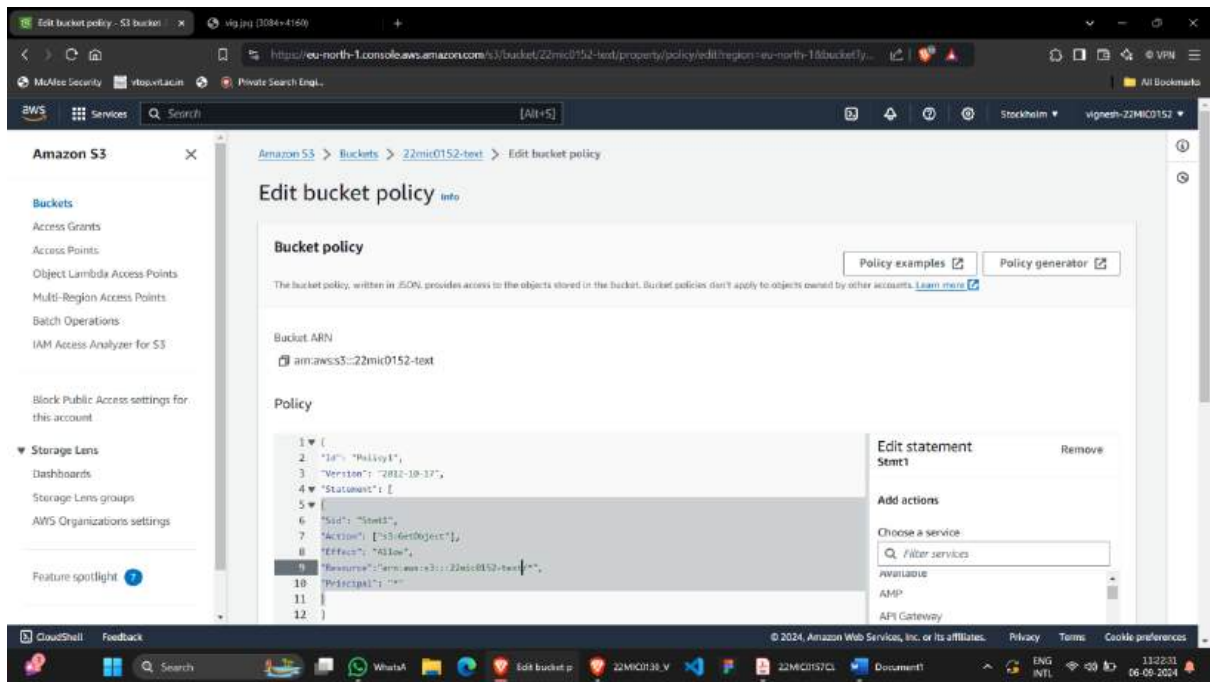 Edit bucket policy - S3 bucket
vig.jpg (3084×4160)
https://eu-north-1.console.aws.amazon.com/s3/bucket/22mic0152-text/property/policy/edit?region=eu-north-1&bucketTy...
VPN
McAfee Security
vtop.vit.ac.in
Private Search Engi...
All Bookmarks
aws
Services
Search
[Alt+S]
Stockholm
vignesh-22MIC0152
Amazon S3
Amazon S3 > Buckets > 22mic0152-text > Edit bucket policy
Edit bucket policy Info
Buckets
Access Grants
Access Points
Object Lambda Access Points
Multi-Region Access Points
Batch Operations
IAM Access Analyzer for S3
Block Public Access settings for
this account
Storage Lens
Dashboards
Storage Lens groups
AWS Organizations settings
Feature spotlight 7
Bucket policy
Policy examples
Policy generator
The bucket policy, written in JSON, provides access to the objects stored in the bucket. Bucket policies don't apply to objects owned by other accounts. Learn more
Bucket ARN
arn:aws:s3:::22mic0152-text
Policy
1 {
2 "Id": "Policy1",
3 "Version": "2012-10-17",
4 "Statement": [
5 {
6 "Sid": "Stmt1",
7 "Action": ["s3:GetObject"],
8 "Effect": "Allow",
9 "Resource":"arn:aws:s3:::22mic0152-text/*",
10 "Principal": "*"
11 }
12 ]
Edit statement
Remove
Stmt1
Add actions
Choose a service
Filter services
Available
AMP
API Gateway
CloudShell
Feedback
© 2024, Amazon Web Services, Inc. or its affiliates.
Privacy
Terms
Cookie preferences
Search
WhatsA
Edit bucket p
22MIC0130_V
22MIC0157CL
Document1
ENG
INTL
11:22:31
06-09-2024